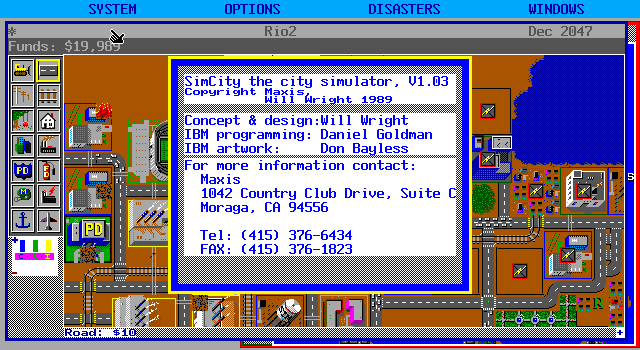 SYSTEM OPTIONS DISASTERS WINDOWS
* Rio2 Dec 2047
Funds: $19,989
SimCity the city simulator, V1.03
Copyright Maxis,
Will Wright 1989
Concept & design:Will Wright
IBM programming: Daniel Goldman
IBM artwork: Don Bayless
For more information contact:
Maxis
1042 Country Club Drive, Suite C
Moraga, CA 94556
Tel: (415) 376-6434
FAX: (415) 376-1823
PD
PD
R
S
C R I
Road: $10